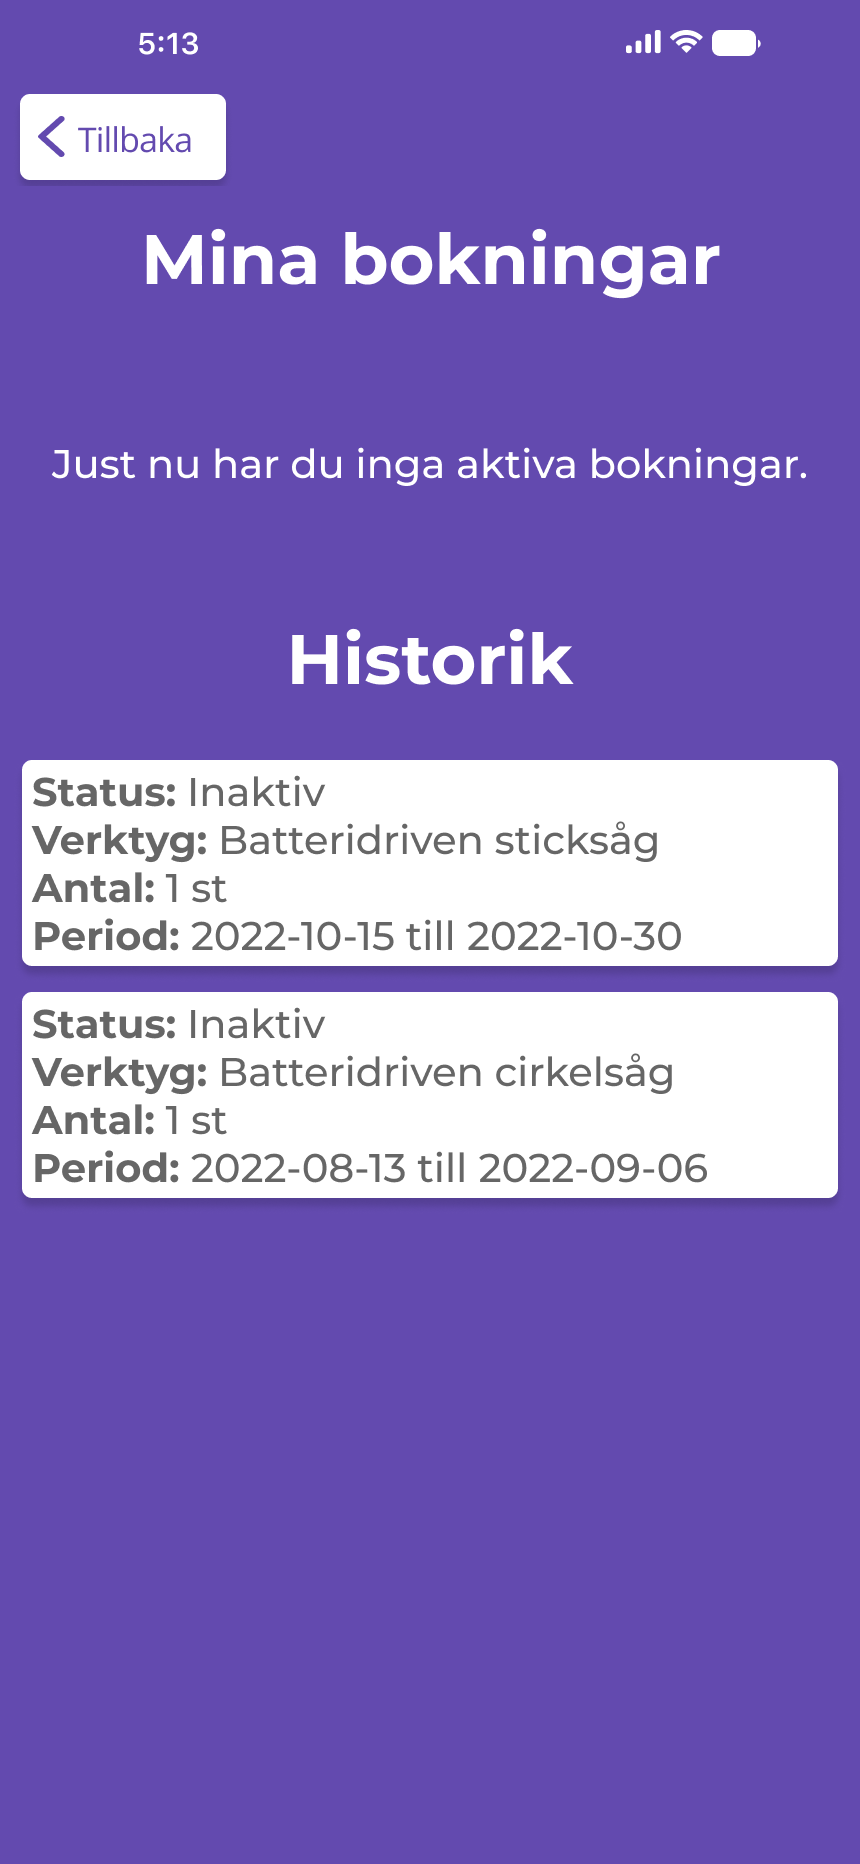 5:13
Tillbaka
Mina bokningar
Just nu har du inga aktiva bokningar.
Historik
Status: Inaktiv
Verktyg: Batteridriven sticksåg
Antal: 1 st
Period: 2022-10-15 till 2022-10-30
Status: Inaktiv
Verktyg: Batteridriven cirkelsåg
Antal: 1 st
Period: 2022-08-13 till 2022-09-06